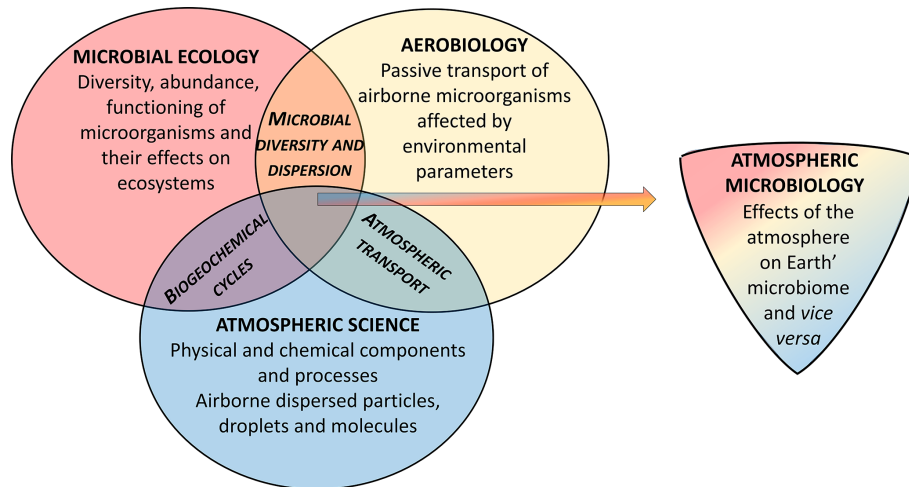 MICROBIAL ECOLOGY
Diversity, abundance,
functioning of
microorganisms and
their effects on
ecosystems
AEROBIOLOGY
Passive transport of
airborne microorganisms
affected by
environmental
parameters
MICROBIAL
DIVERSITY AND
DISPERSION
BIOGEOCHEMICAL
CYCLES
ATMOSPHERIC
TRANSPORT
ATMOSPHERIC SCIENCE
Physical and chemical components
and processes
Airborne dispersed particles,
droplets and molecules
ATMOSPHERIC
MICROBIOLOGY
Effects of the
atmosphere
on Earth’
microbiome
and vice
versa